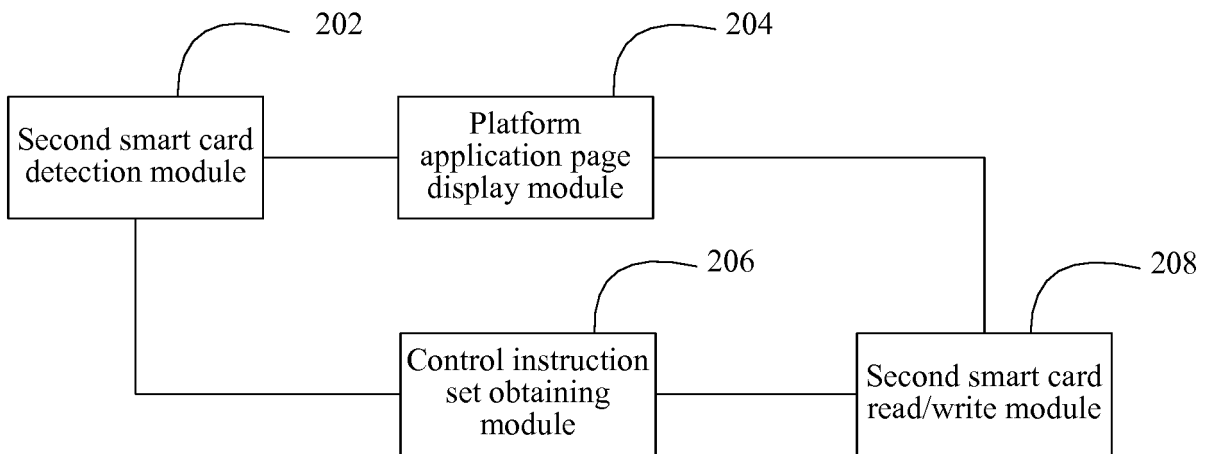 202
204
Second smart card
detection module
Platform
application page
display module
206
208
Control instruction
set obtaining
module
Second smart card
read/write module